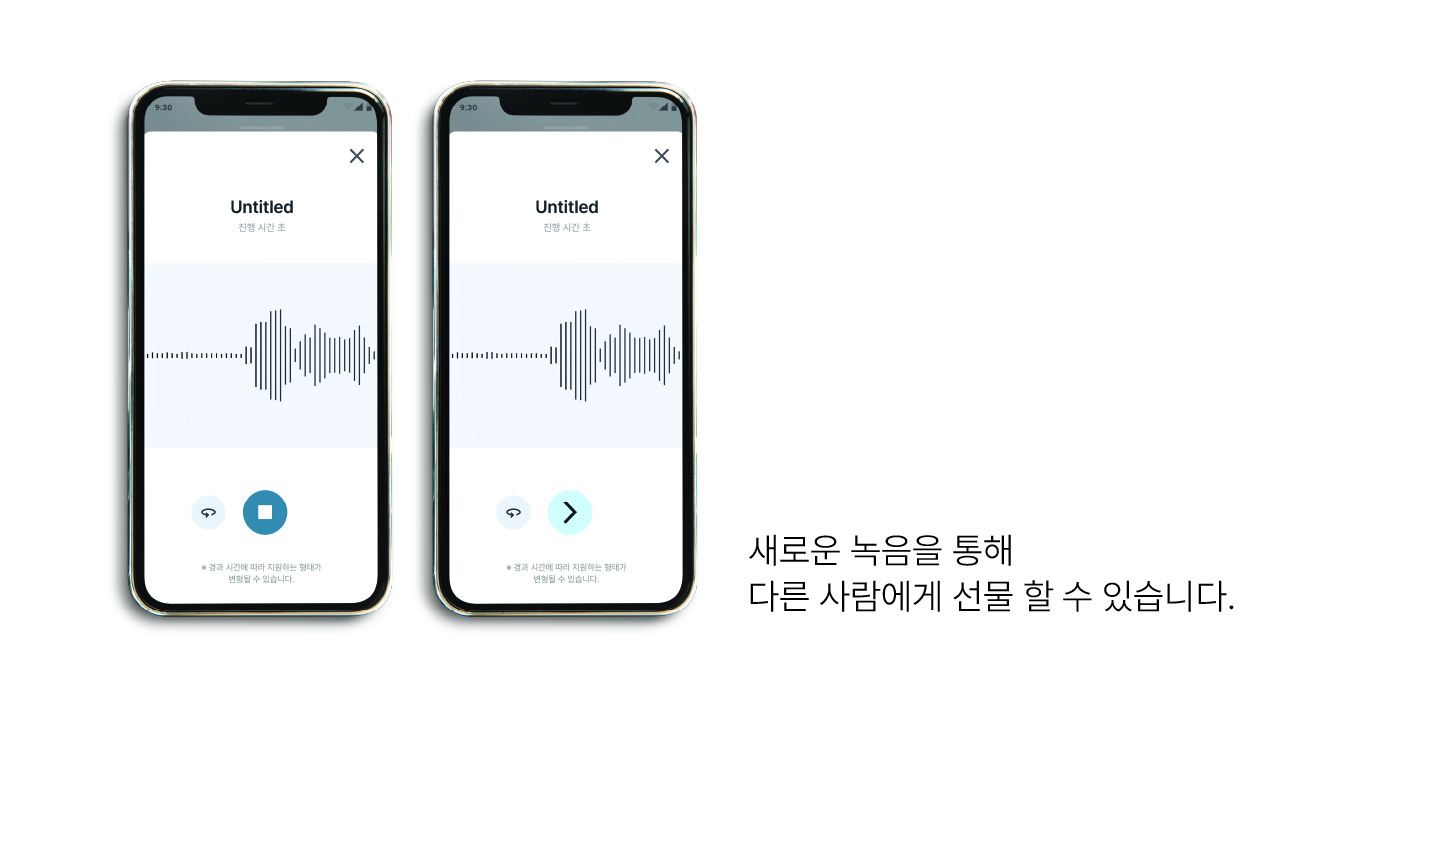 9:30
Untitled
진행 시간 초
※ 경과 시간에 따라 지원하는 형태가
변형될 수 있습니다.
9:30
Untitled
진행 시간 초
※ 경과 시간에 따라 지원하는 형태가
변형될 수 있습니다.
새로운 녹음을 통해
다른 사람에게 선물 할 수 있습니다.